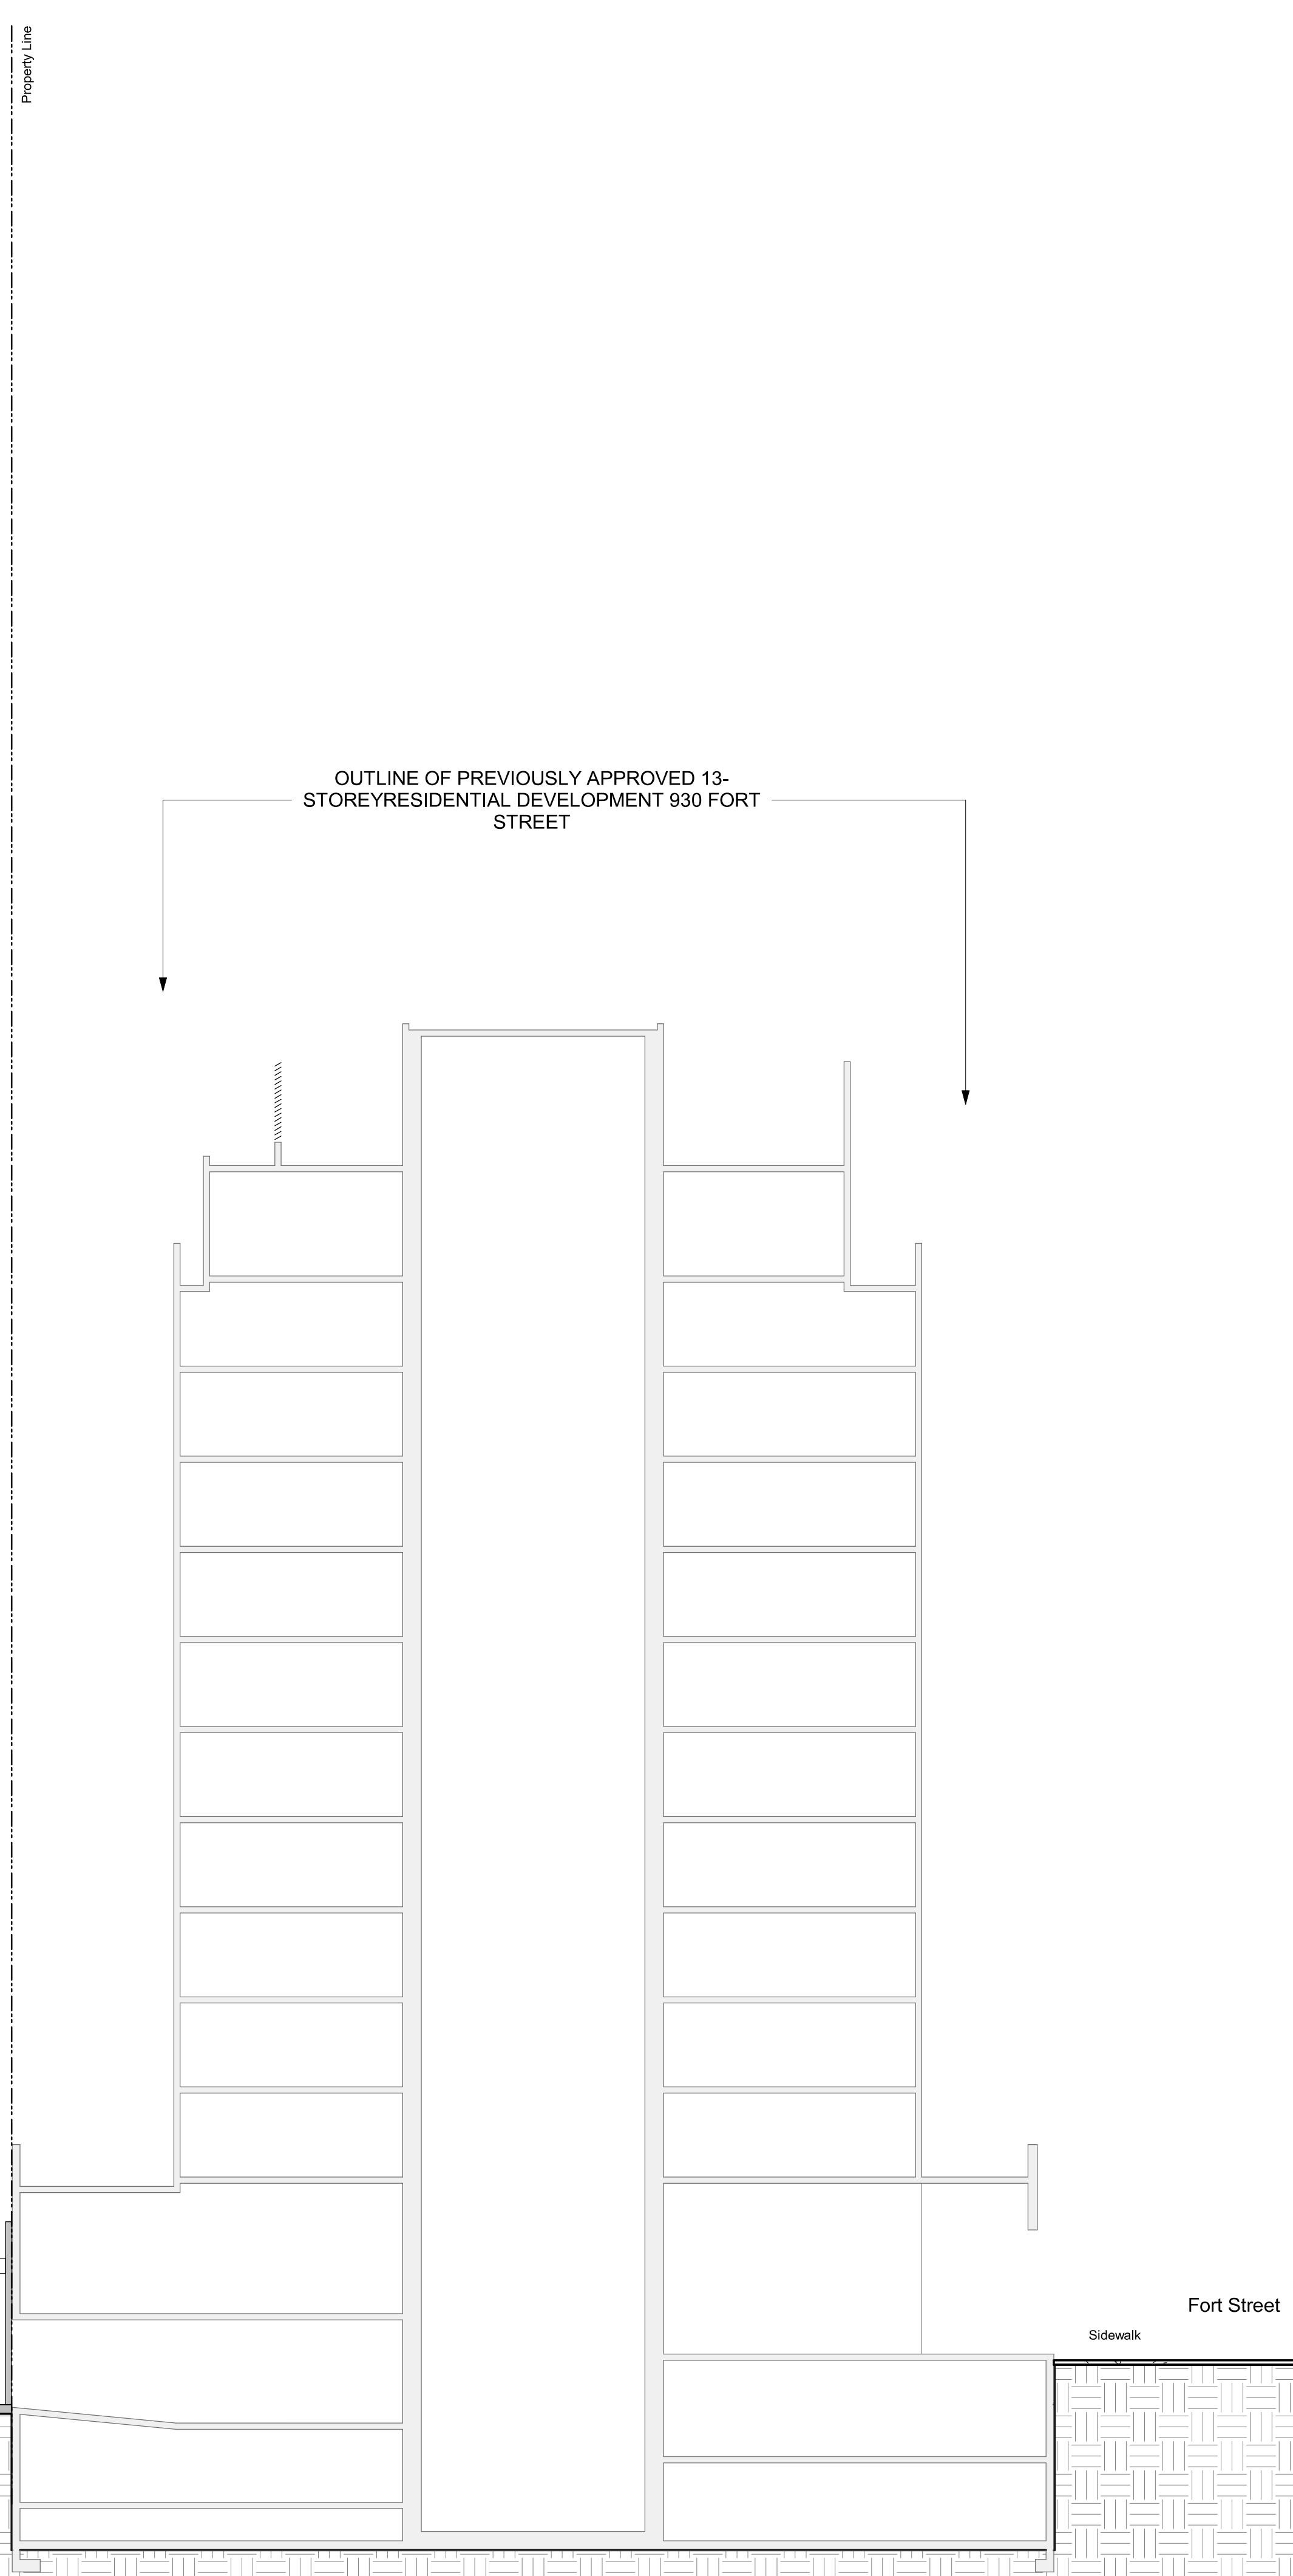 Property Line
OUTLINE OF PREVIOUSLY APPROVED 13-
STOREYRESIDENTIAL DEVELOPMENT 930 FORT
STREET
Fort Street
Sidewalk